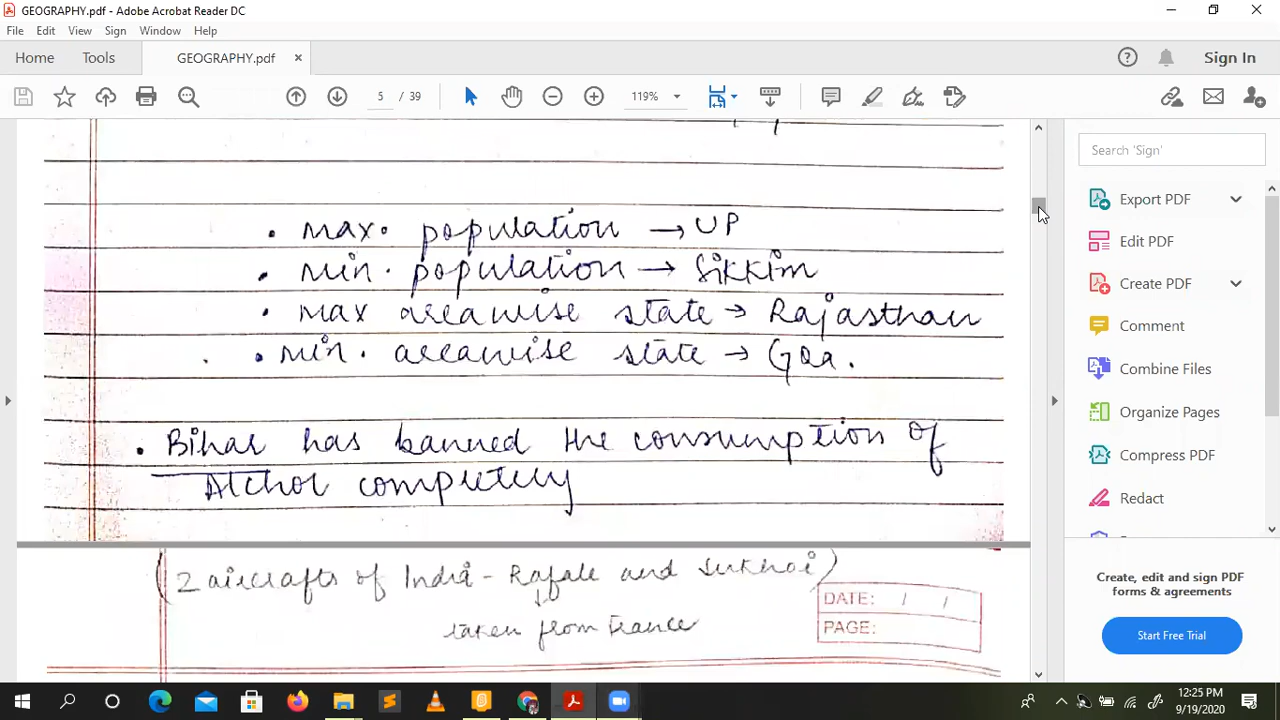 GEOGRAPHY.pdf - Adobe Acrobat Reader DC
File Edit View Sign Window Help
Home Tools GEOGRAPHY.pdf × Sign In
5 / 39 119%
• max. population → UP
• min. population → Sikkim
• max areawise state → Rajasthan
• min. areawise state → Goa.
• Bihar has banned the consumption of
Alchol completely
(2 aircrafts of India - Rafale and Sukhoi)
taken from France
DATE: / /
PAGE:
Search 'Sign'
Export PDF
Edit PDF
Create PDF
Comment
Combine Files
Organize Pages
Compress PDF
Redact
Create, edit and sign PDF
forms & agreements
Start Free Trial
12:25 PM
9/19/2020